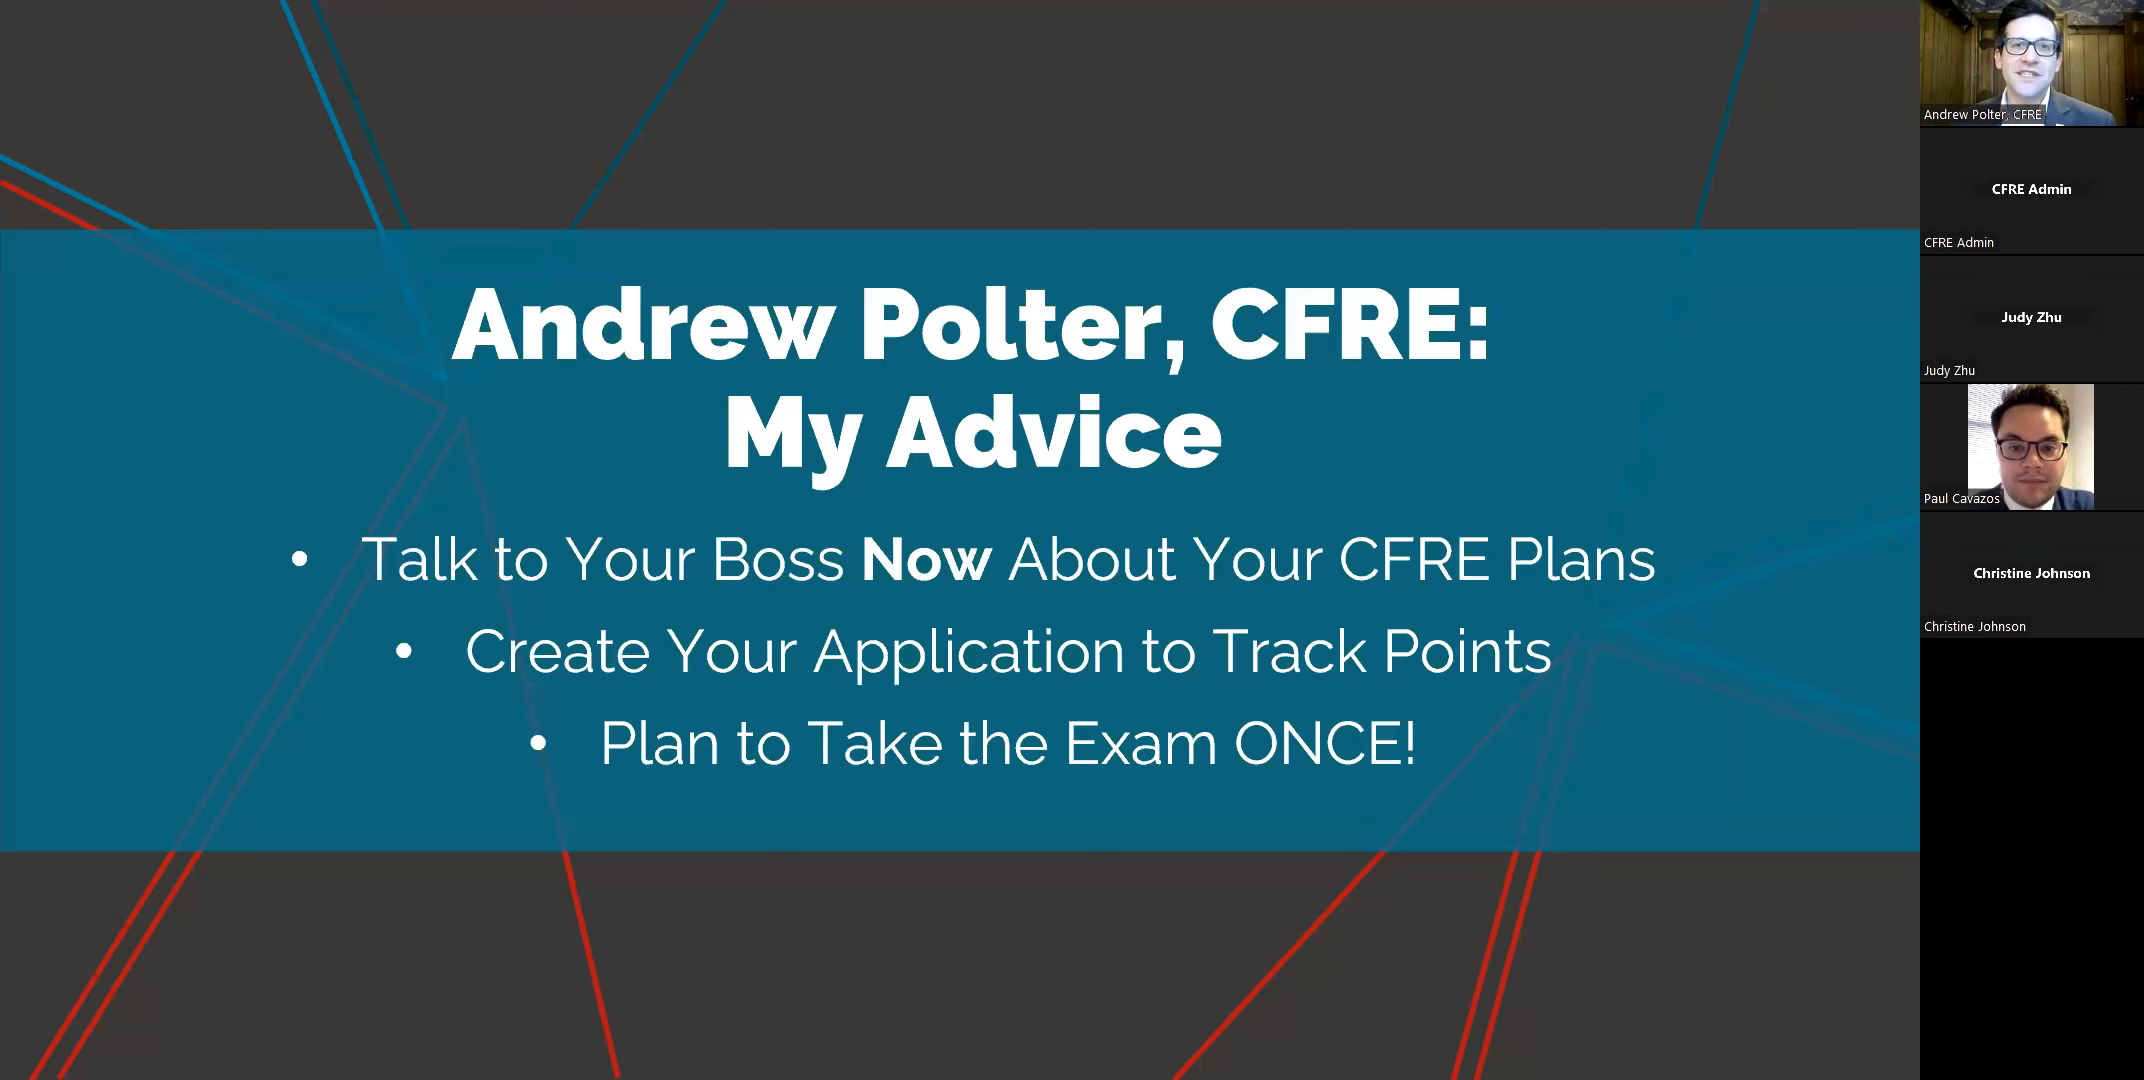 Andrew Polter, CFRE:
My Advice
• Talk to Your Boss Now About Your CFRE Plans
• Create Your Application to Track Points
• Plan to Take the Exam ONCE!
Andrew Polter, CFRE
CFRE Admin
CFRE Admin
Judy Zhu
Judy Zhu
Paul Cavazos
Christine Johnson
Christine Johnson